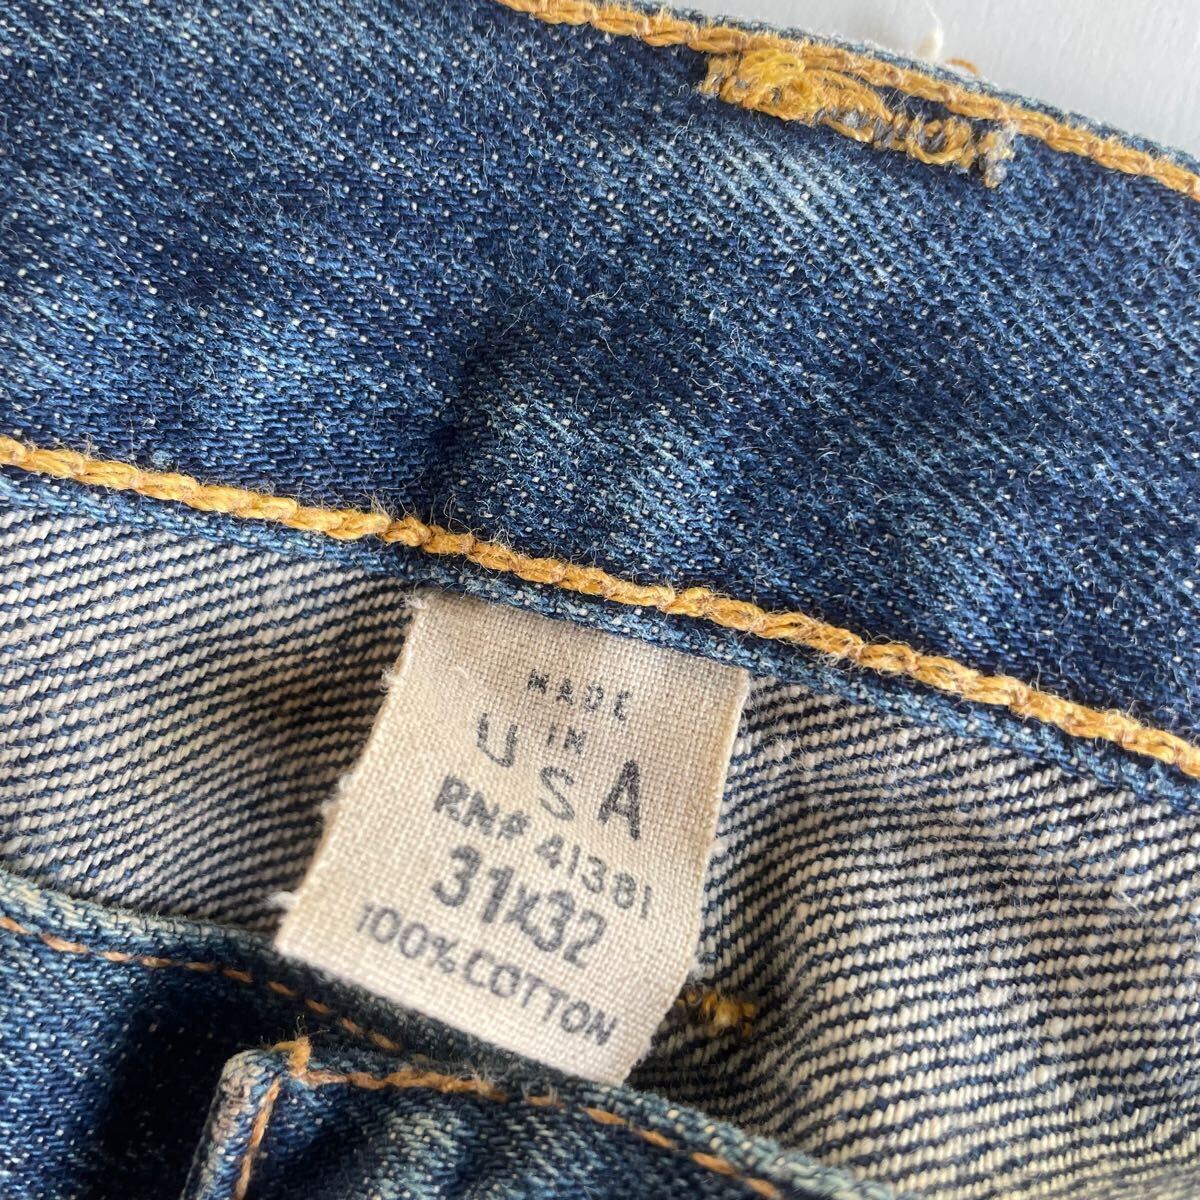 MADE
IN
USA
RN# 41381
31X32
100% COTTON